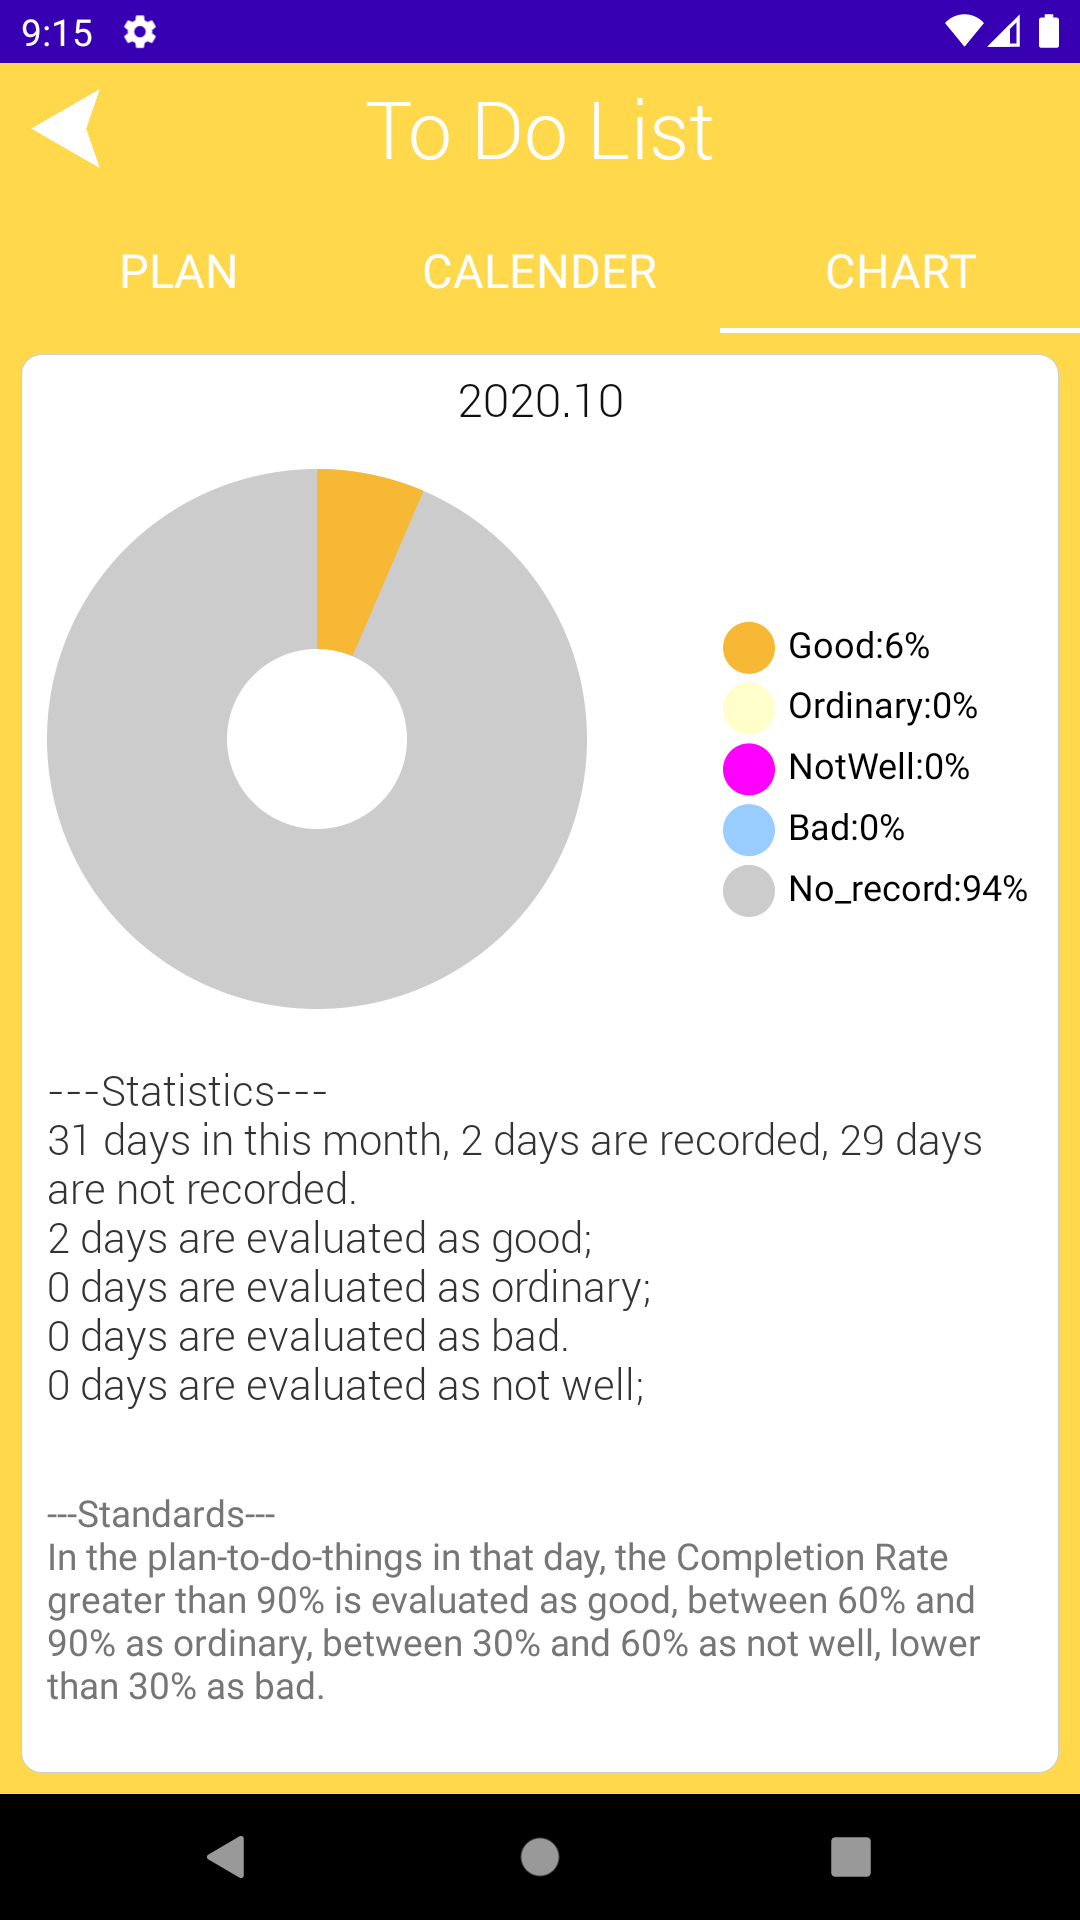 9:15
To Do List
PLAN
CALENDER
CHART
2020.10
Good:6%
Ordinary:0%
NotWell:0%
Bad:0%
No_record:94%
---Statistics---
31 days in this month, 2 days are recorded, 29 days
are not recorded.
2 days are evaluated as good;
0 days are evaluated as ordinary;
0 days are evaluated as bad.
0 days are evaluated as not well;
---Standards---
In the plan-to-do-things in that day, the Completion Rate
greater than 90% is evaluated as good, between 60% and
90% as ordinary, between 30% and 60% as not well, lower
than 30% as bad.